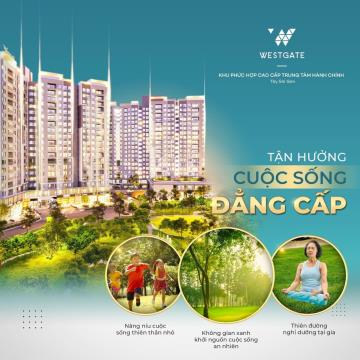 WESTGATE
KHU PHỨC HỢP CAO CẤP TRUNG TÂM HÀNH CHÍNH
Tây Sài Gòn
TẬN HƯỞNG
CUỘC SỐNG
ĐẲNG CẤP
Nâng niu cuộc
sống thiên thần nhỏ
Không gian xanh
khởi nguồn cuộc sống
an nhiên
Thiên đường
nghỉ dưỡng tại gia